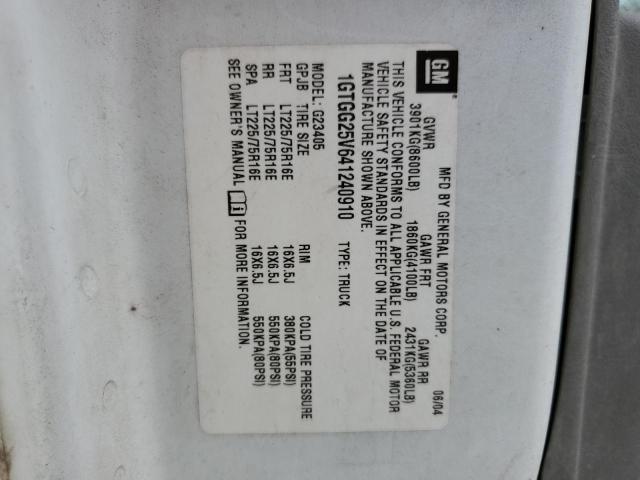 GM
MFD BY GENERAL MOTORS CORP. 06/04
GVWR GAWR FRT GAWR RR
3901KG(8600LB) 1860KG(4100LB) 2431KG(5360LB)
THIS VEHICLE CONFORMS TO ALL APPLICABLE U.S. FEDERAL MOTOR
VEHICLE SAFETY STANDARDS IN EFFECT ON THE DATE OF
MANUFACTURE SHOWN ABOVE.
1GTGG25V641240910 TYPE: TRUCK
MODEL: G23405
GPJB TIRE SIZE RIM COLD TIRE PRESSURE
FRT LT225/75R16E 16X6.5J 380KPA(55PSI)
RR LT225/75R16E 16X6.5J 550KPA(80PSI)
SPA LT225/75R16E 16X6.5J 550KPA(80PSI)
SEE OWNER'S MANUAL FOR MORE INFORMATION.